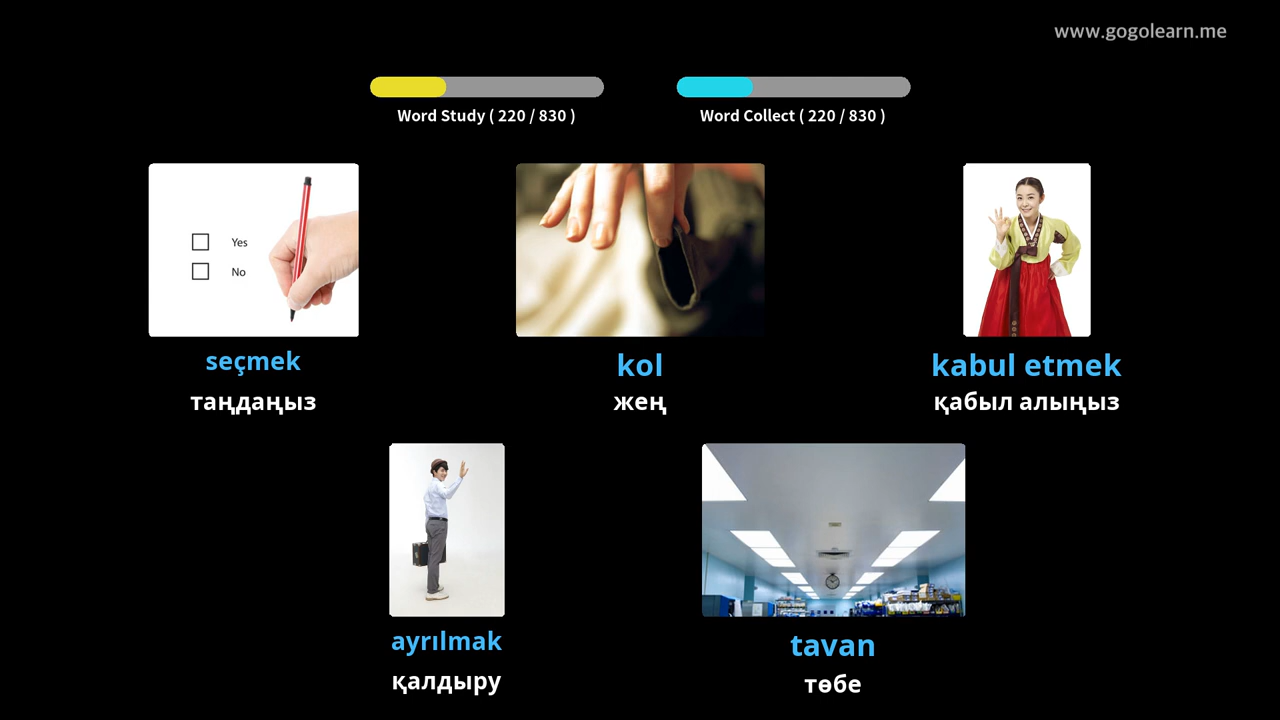 www.gogolearn.me
Word Study ( 220 / 830 )
Word Collect ( 220 / 830 )
Yes
No
seçmek
таңдаңыз
kol
жең
kabul etmek
қабыл алыңыз
ayrılmak
қалдыру
tavan
төбе